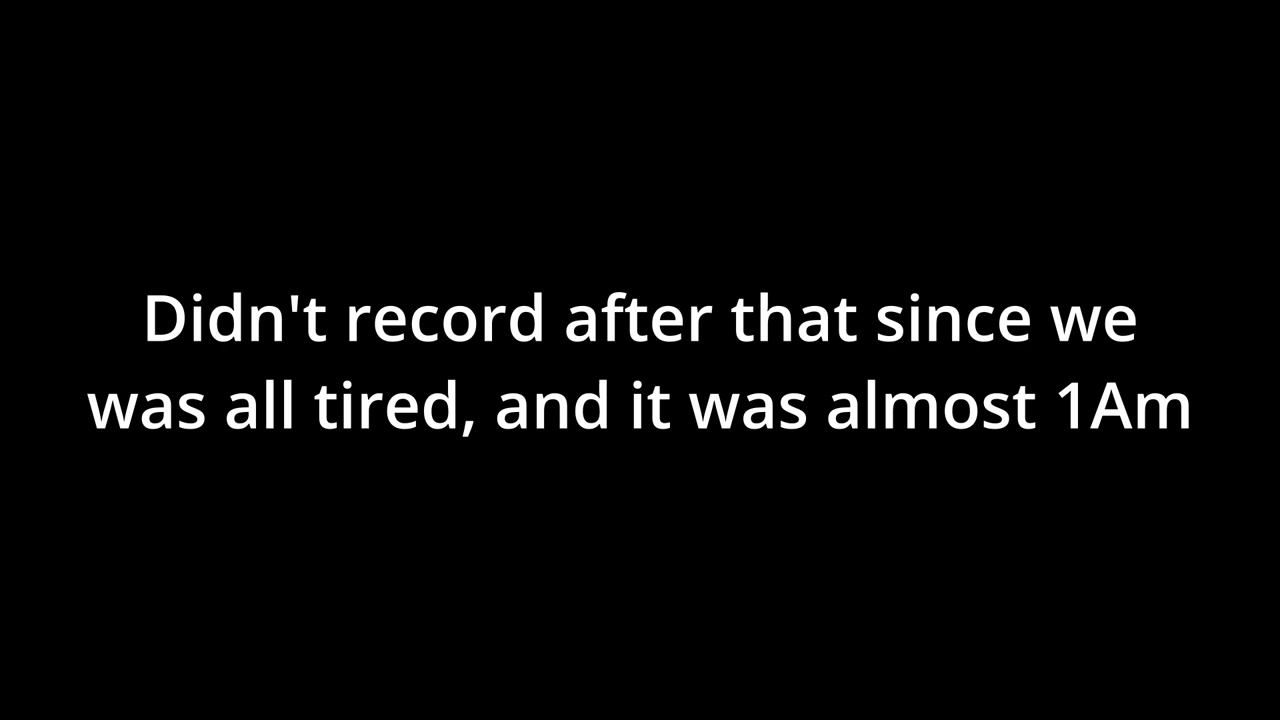 Didn't record after that since we
was all tired, and it was almost 1Am